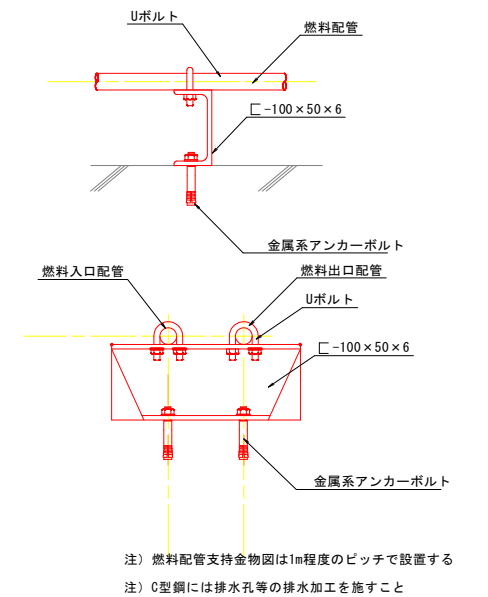 Uボルト
燃料配管
匚-100×50×6
金属系アンカーボルト
燃料入口配管
燃料出口配管
Uボルト
匚-100×50×6
金属系アンカーボルト
注）燃料配管支持金物図は1m程度のピッチで設置する
注）C型鋼には排水孔等の排水加工を施すこと